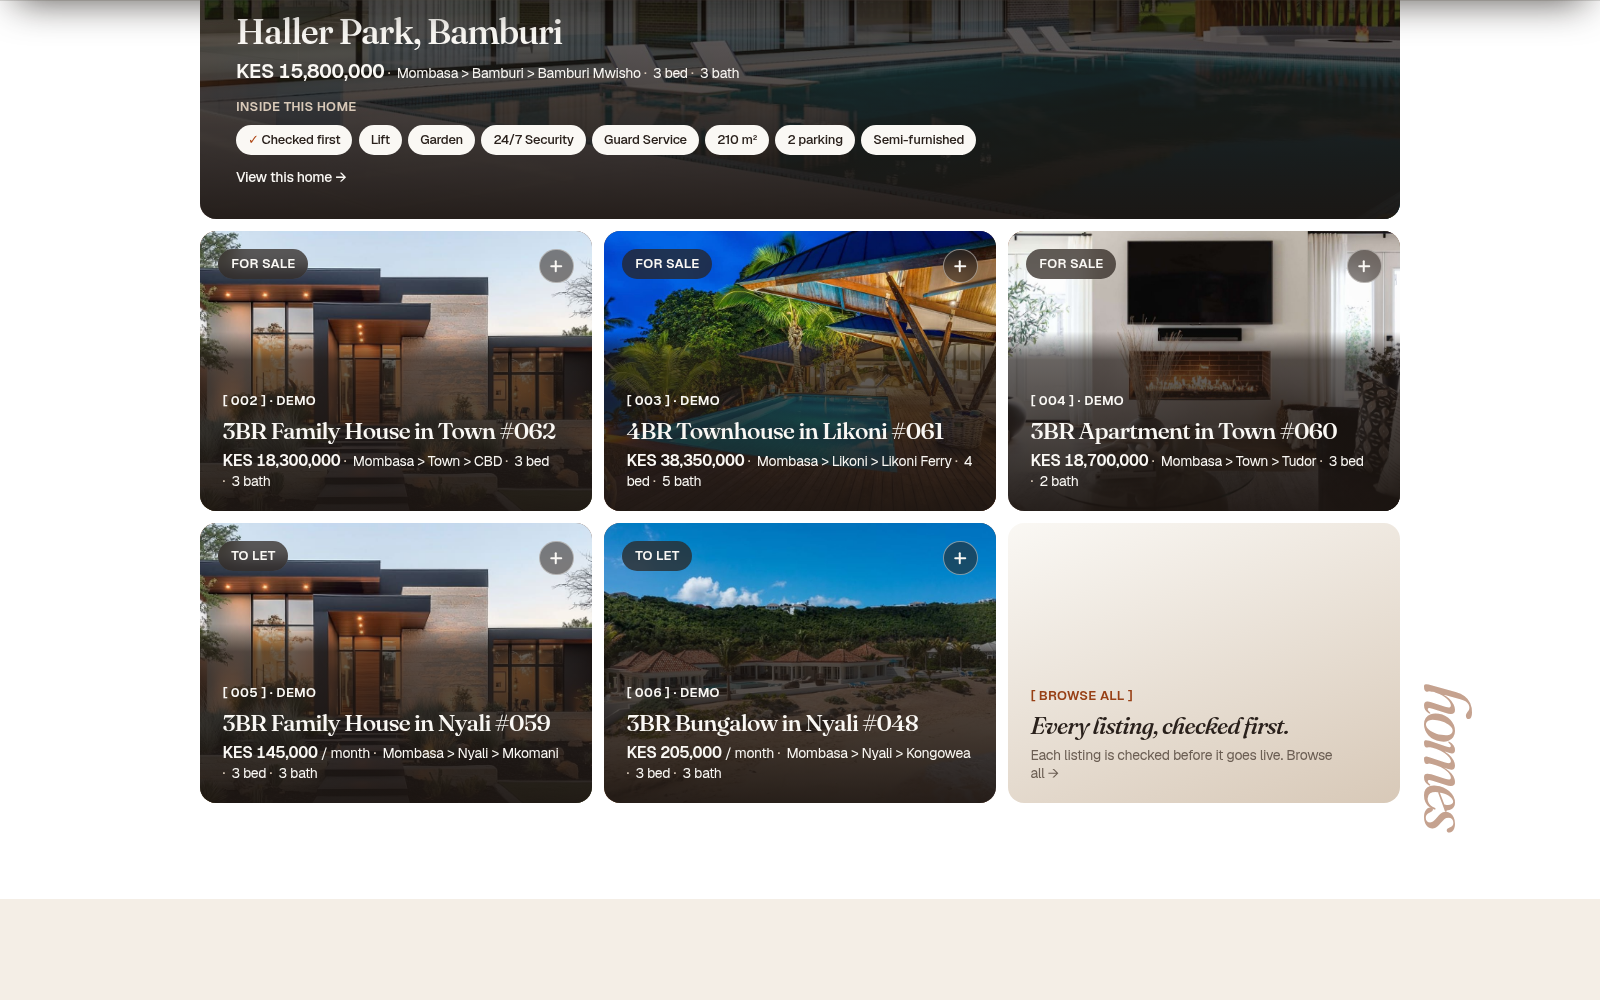 Haller Park, Bamburi
KES 15,800,000 · Mombasa > Bamburi > Bamburi Mwisho · 3 bed · 3 bath
INSIDE THIS HOME
✓ Checked first
Lift
Garden
24/7 Security
Guard Service
210 m²
2 parking
Semi-furnished
View this home →
FOR SALE
+
[ 002 ] · DEMO
3BR Family House in Town #062
KES 18,300,000 · Mombasa > Town > CBD · 3 bed
· 3 bath
FOR SALE
+
[ 003 ] · DEMO
4BR Townhouse in Likoni #061
KES 38,350,000 · Mombasa > Likoni > Likoni Ferry · 4
bed · 5 bath
FOR SALE
+
[ 004 ] · DEMO
3BR Apartment in Town #060
KES 18,700,000 · Mombasa > Town > Tudor · 3 bed
· 2 bath
TO LET
+
[ 005 ] · DEMO
3BR Family House in Nyali #059
KES 145,000 / month · Mombasa > Nyali > Mkomani
· 3 bed · 3 bath
TO LET
+
[ 006 ] · DEMO
3BR Bungalow in Nyali #048
KES 205,000 / month · Mombasa > Nyali > Kongowea
· 3 bed · 3 bath
[ BROWSE ALL ]
Every listing, checked first.
Each listing is checked before it goes live. Browse
all →
homes